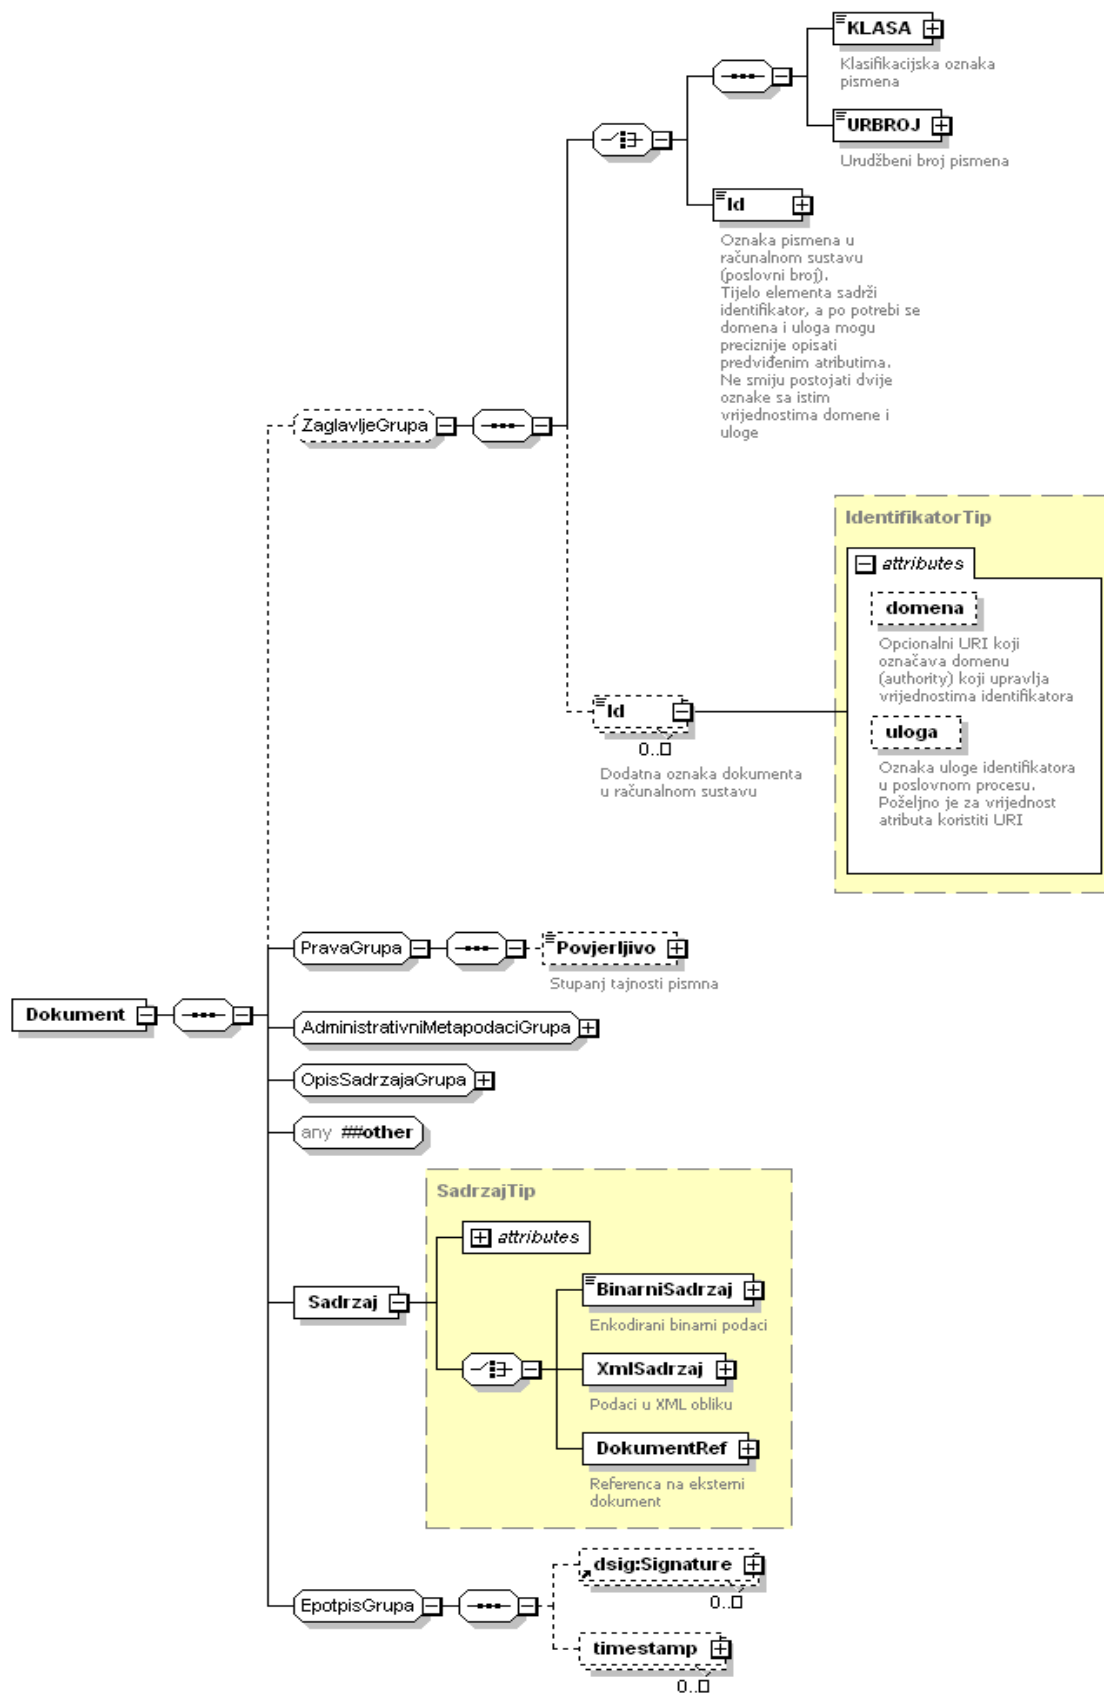 KLASA
Klasifikacijska oznaka
pismena
URBROJ
Urudžbeni broj pismena
Id
Oznaka pismena u
računalnom sustavu
(poslovni broj).
Tijelo elementa sadrži
identifikator, a po potrebi se
domena i uloga mogu
preciznije opisati
predviđenim atributima.
Ne smiju postojati dvije
oznake sa istim
vrijednostima domene i
uloge
ZaglavljeGrupa
IdentifikatorTip
attributes
domena
Opcionalni URI koji
označava domenu
(authority) koji upravlja
vrijednostima identifikatora
uloga
Oznaka uloge identifikatora
u poslovnom procesu.
Poželjno je za vrijednost
atributa koristiti URI
Id
0..
Dodatna oznaka dokumenta
u računalnom sustavu
PravaGrupa
Povjerljivo
Stupanj tajnosti pismna
Dokument
AdministrativniMetapodaciGrupa
OpisSadrzajaGrupa
any ##other
SadrzajTip
attributes
Sadrzaj
BinarniSadrzaj
Enkodirani binarni podaci
XmlSadrzaj
Podaci u XML obliku
DokumentRef
Referenca na eksterni
dokument
dsig:Signature
0..
EpotpisGrupa
timestamp
0..